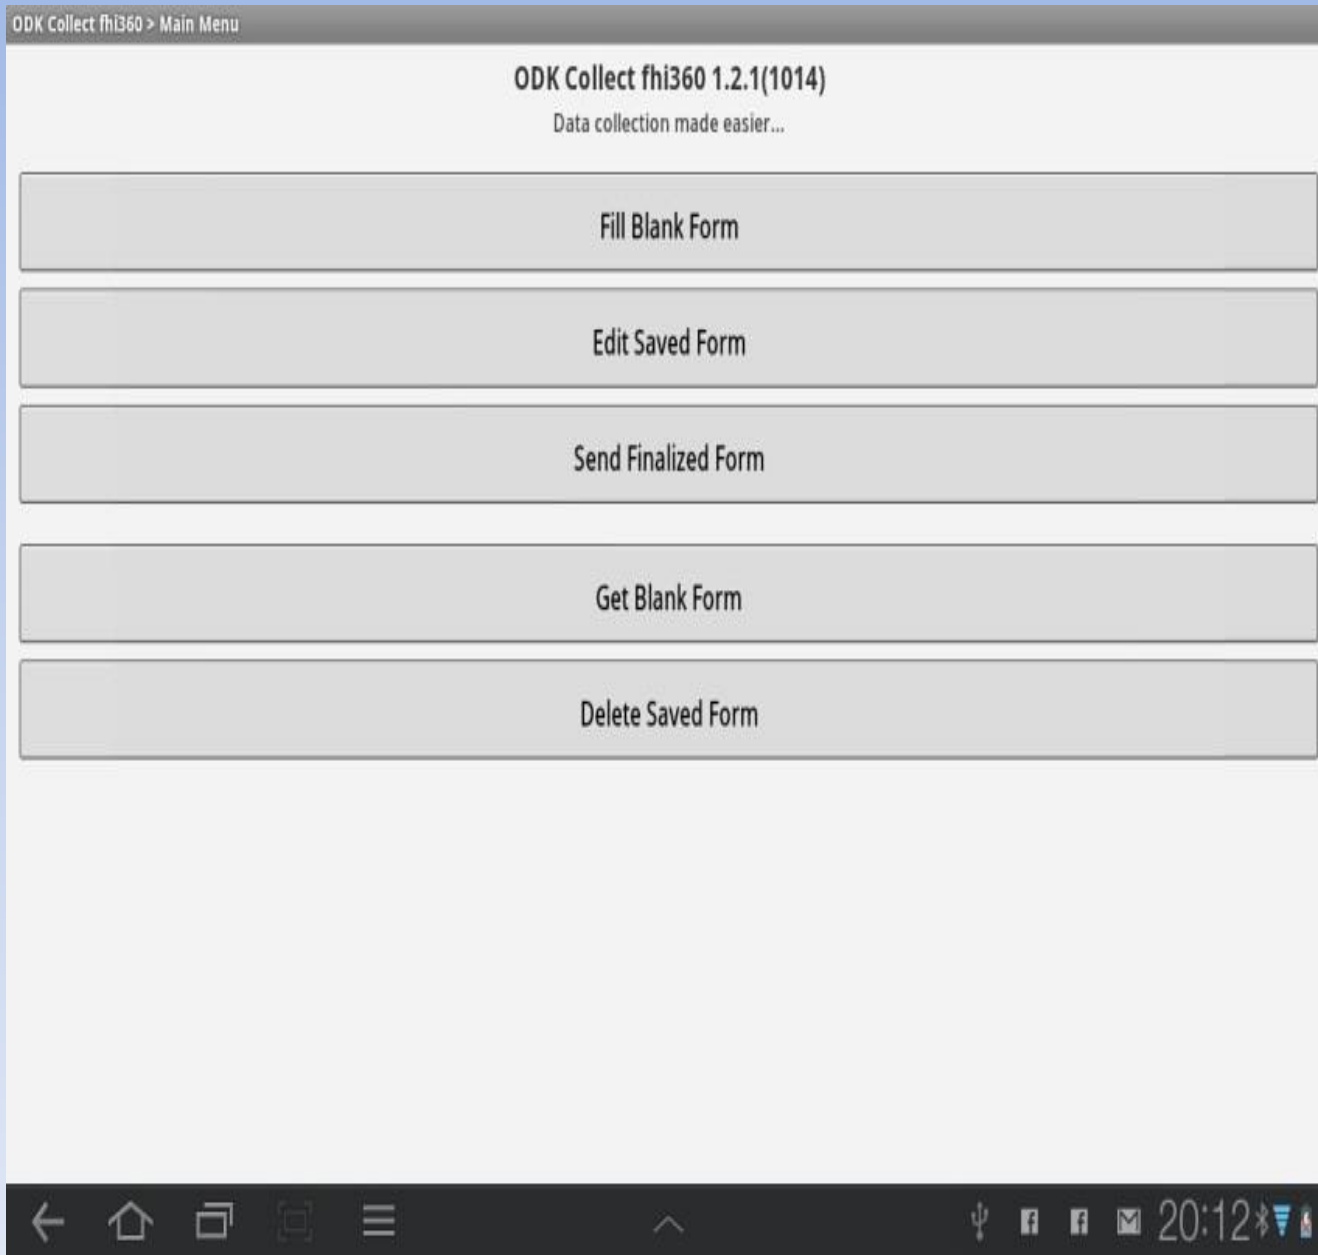 ODK Collect fhi360 > Main Menu
ODK Collect fhi360 1.2.1(1014)
Data collection made easier...
Fill Blank Form
Edit Saved Form
Send Finalized Form
Get Blank Form
Delete Saved Form
20:12